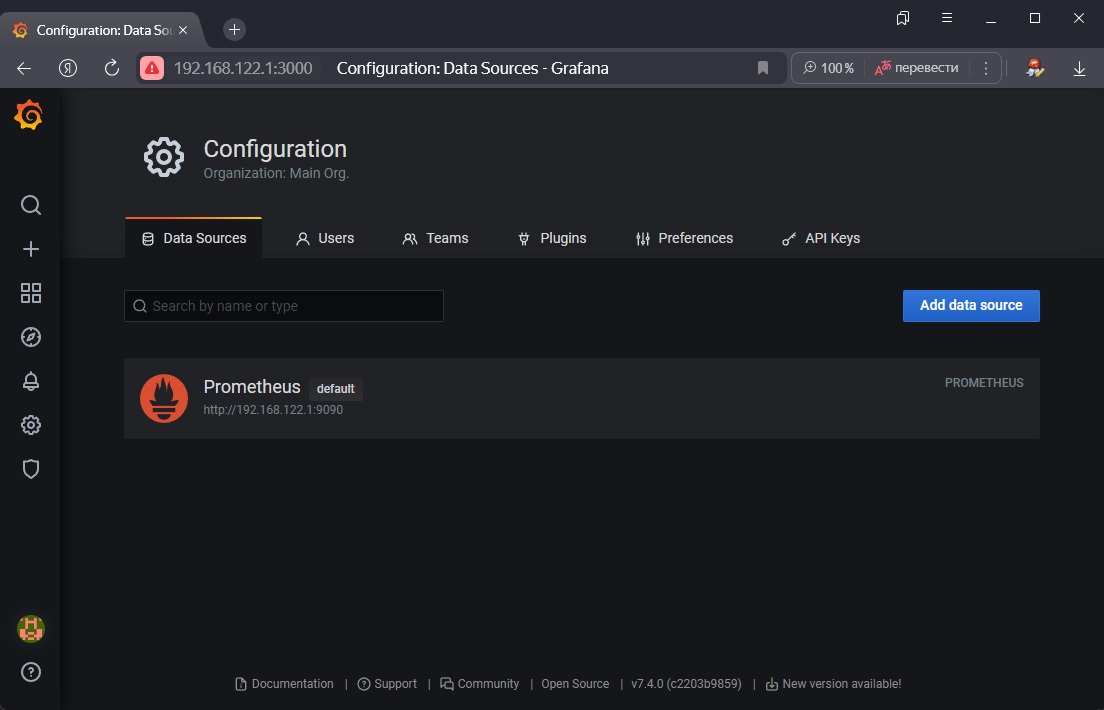 Configuration: Data Sou
Я 192.168.122.1:3000 Configuration: Data Sources - Grafana 100% перевести
Configuration
Organization: Main Org.
Data Sources Users Teams Plugins Preferences API Keys
Search by name or type Add data source
Prometheus default PROMETHEUS
http://192.168.122.1:9090
Documentation | Support | Community | Open Source | v7.4.0 (c2203b9859) | New version available!